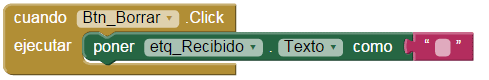 cuando Btn_Borrar .Click
ejecutar poner etq_Recibido . Texto como “ ”